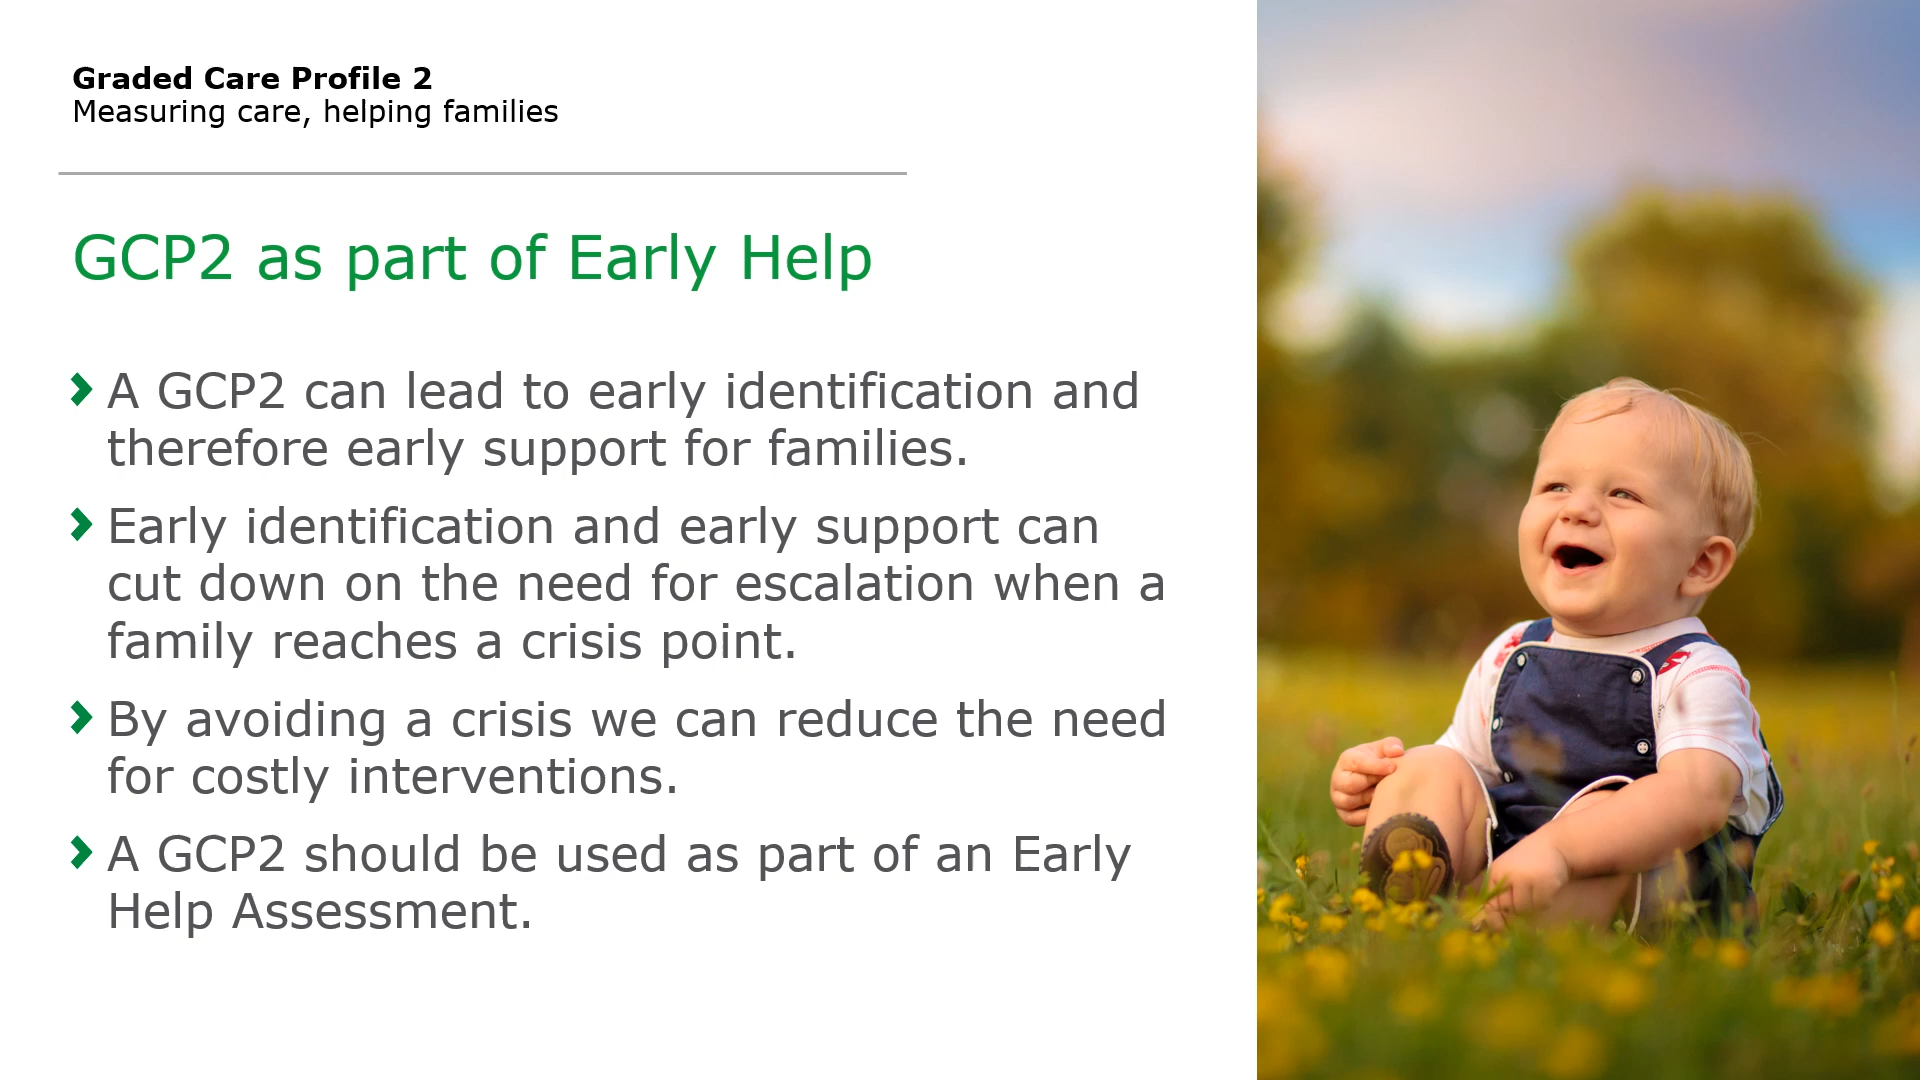 Graded Care Profile 2
Measuring care, helping families
GCP2 as part of Early Help
A GCP2 can lead to early identification and
therefore early support for families.
Early identification and early support can
cut down on the need for escalation when a
family reaches a crisis point.
By avoiding a crisis we can reduce the need
for costly interventions.
A GCP2 should be used as part of an Early
Help Assessment.